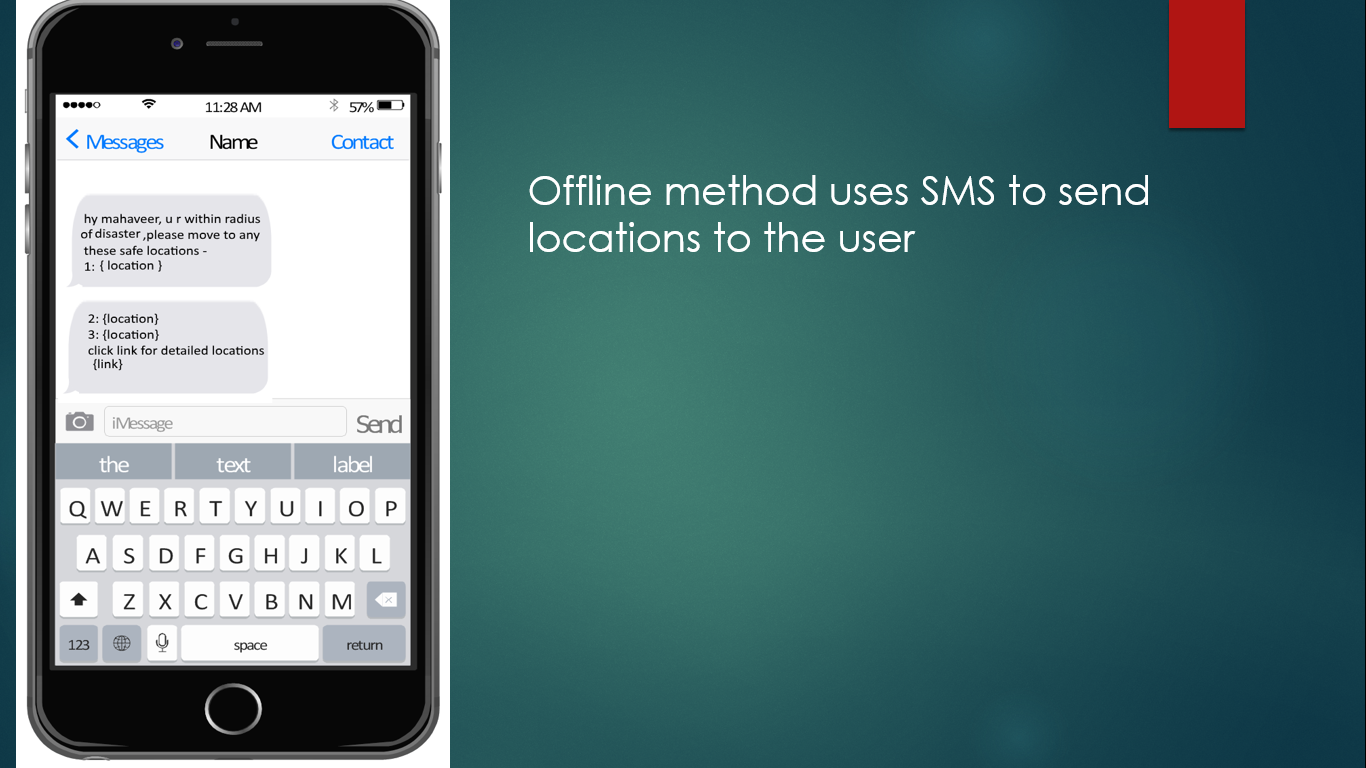 11:28 AM 57%
Messages Name Contact
hy mahaveer, u r within radius
of disaster ,please move to any
these safe locations -
1: { location }
2: {location}
3: {location}
click link for detailed locations
{link}
iMessage Send
the text label
Q W E R T Y U I O P
A S D F G H J K L
Z X C V B N M
123 space return
Offline method uses SMS to send
locations to the user